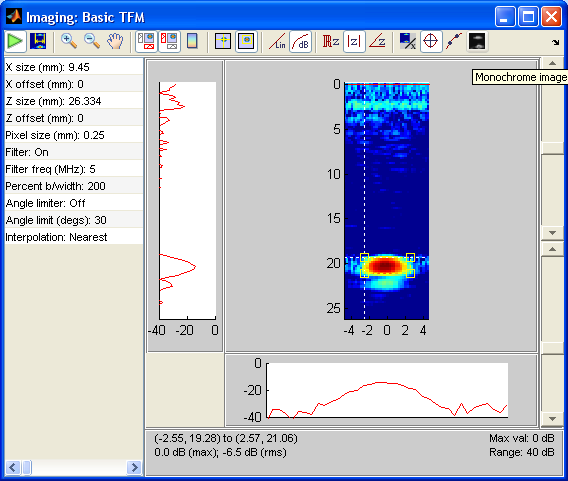 Imaging: Basic TFM
Lin dB Rz |z| ∠z
Monochrome image
X size (mm): 9.45
X offset (mm): 0
Z size (mm): 26.334
Z offset (mm): 0
Pixel size (mm): 0.25
Filter: On
Filter freq (MHz): 5
Percent b/width: 200
Angle limiter: Off
Angle limit (degs): 30
Interpolation: Nearest
-40 -20 0
0
5
10
15
20
25
-4 -2 0 2 4
0
-20
-40
(-2.55, 19.28) to (2.57, 21.06)
0.0 dB (max); -6.5 dB (rms)
Max val: 0 dB
Range: 40 dB